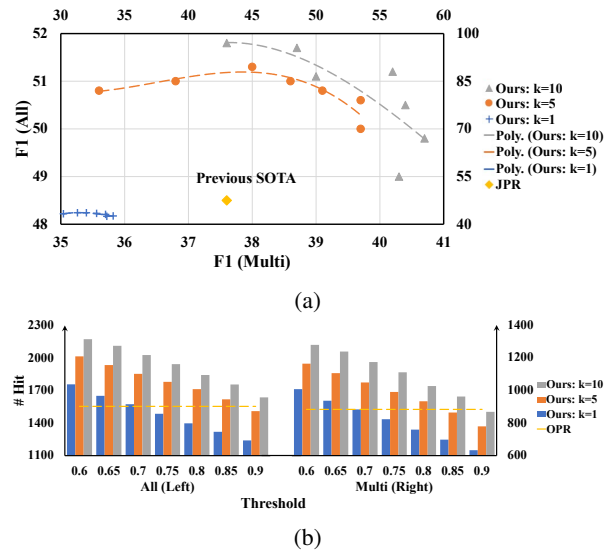 30 35 40 45 50 55 60
52 100
51 85
50 70
49 55
48 40
35 36 37 38 39 40 41
F1 (All)
F1 (Multi)
Previous SOTA
Ours: k=10
Ours: k=5
Ours: k=1
Poly. (Ours: k=10)
Poly. (Ours: k=5)
Poly. (Ours: k=1)
JPR
(a)
2300 1400
2000 1200
1700 1000
1400 800
1100 600
# Hit
0.6 0.65 0.7 0.75 0.8 0.85 0.9 0.6 0.65 0.7 0.75 0.8 0.85 0.9
All (Left) Multi (Right)
Threshold
Ours: k=10
Ours: k=5
Ours: k=1
OPR
(b)